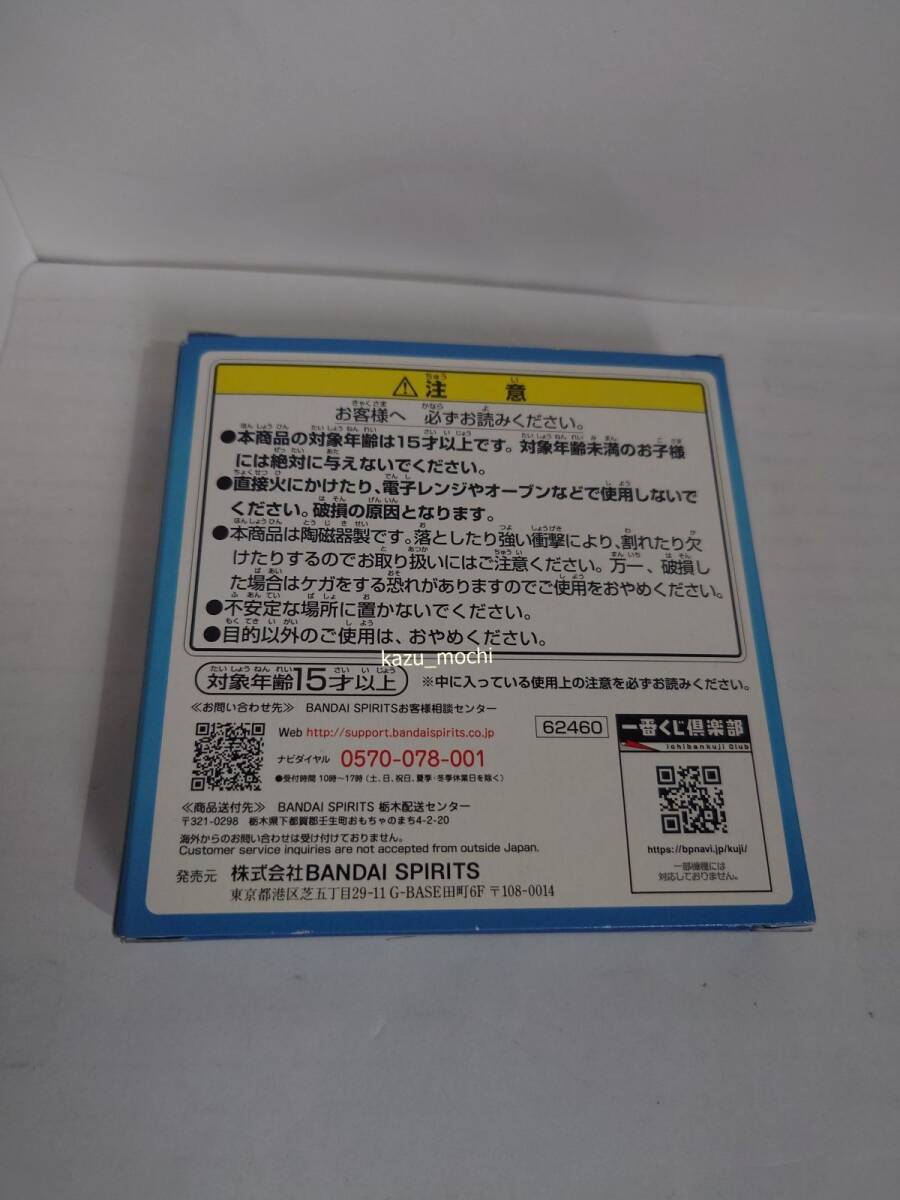 ⚠注意
お客様へ 必ずお読みください。
●本商品の対象年齢は15才以上です。対象年齢未満のお子様
には絶対に与えないでください。
●直接火にかけたり、電子レンジやオーブンなどで使用しないで
ください。破損の原因となります。
●本商品は陶磁器製です。落としたり強い衝撃により、割れたり欠
けたりするのでお取り扱いにはご注意ください。万一、破損し
た場合はケガをする恐れがありますのでご使用をおやめください。
●不安定な場所に置かないでください。
●目的以外のご使用は、おやめください。
kazu_mochi
対象年齢15才以上
※中に入っている使用上の注意を必ずお読みください。
≪お問い合わせ先≫ BANDAI SPIRITSお客様相談センター
Web http://support.bandaispirits.co.jp
ナビダイヤル 0570-078-001
●受付時間 10時～17時(土、日、祝日、夏季・冬季休業日を除く)
62460
一番くじ倶楽部
ichibankuji Club
https://bpnavi.jp/kuji/
一部機種には
対応しておりません。
≪商品送付先≫ BANDAI SPIRITS 栃木配送センター
〒321-0298 栃木県下都賀郡壬生町おもちゃのまち4-2-20
海外からのお問い合わせは受け付けておりません。
Customer service inquiries are not accepted from outside Japan.
発売元 株式会社BANDAI SPIRITS
東京都港区芝五丁目29-11 G-BASE田町6F 〒108-0014